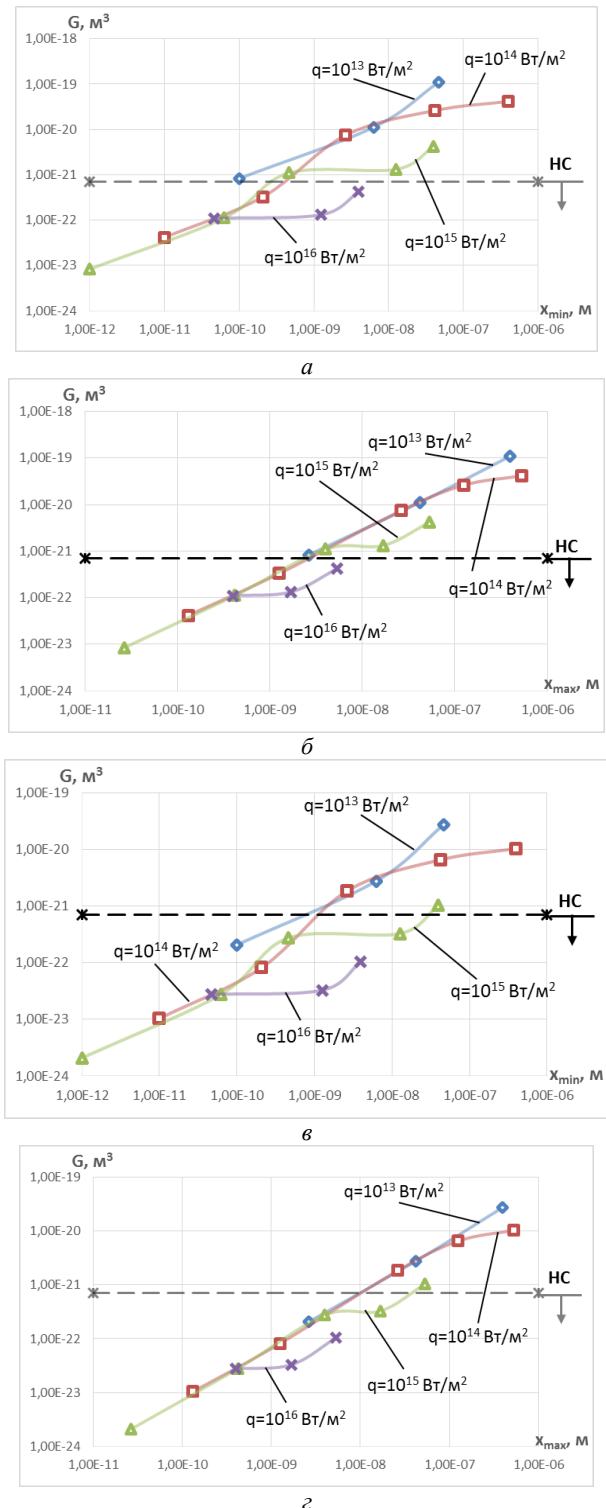 G, м³
1,00E-18
q=10¹³ Вт/м²
q=10¹⁴ Вт/м²
1,00E-19
1,00E-20
НС
1,00E-21
1,00E-22
q=10¹⁵ Вт/м²
q=10¹⁶ Вт/м²
1,00E-23
1,00E-24
xmin, м
1,00E-12 1,00E-11 1,00E-10 1,00E-09 1,00E-08 1,00E-07 1,00E-06
а
G, м³
1,00E-18
q=10¹³ Вт/м²
1,00E-19
q=10¹⁵ Вт/м²
1,00E-20
1,00E-21
НС
q=10¹⁴ Вт/м²
1,00E-22
q=10¹⁶ Вт/м²
1,00E-23
1,00E-24
xmax, м
1,00E-11 1,00E-10 1,00E-09 1,00E-08 1,00E-07 1,00E-06
б
G, м³
1,00E-19
q=10¹³ Вт/м²
1,00E-20
НС
1,00E-21
q=10¹⁴ Вт/м²
1,00E-22
q=10¹⁵ Вт/м²
1,00E-23
q=10¹⁶ Вт/м²
1,00E-24
xmin, м
1,00E-12 1,00E-11 1,00E-10 1,00E-09 1,00E-08 1,00E-07 1,00E-06
в
G, м³
1,00E-19
q=10¹³ Вт/м²
1,00E-20
НС
1,00E-21
q=10¹⁴ Вт/м²
1,00E-22
q=10¹⁵ Вт/м²
1,00E-23
q=10¹⁶ Вт/м²
1,00E-24
xmax, м
1,00E-11 1,00E-10 1,00E-09 1,00E-08 1,00E-07 1,00E-06
г